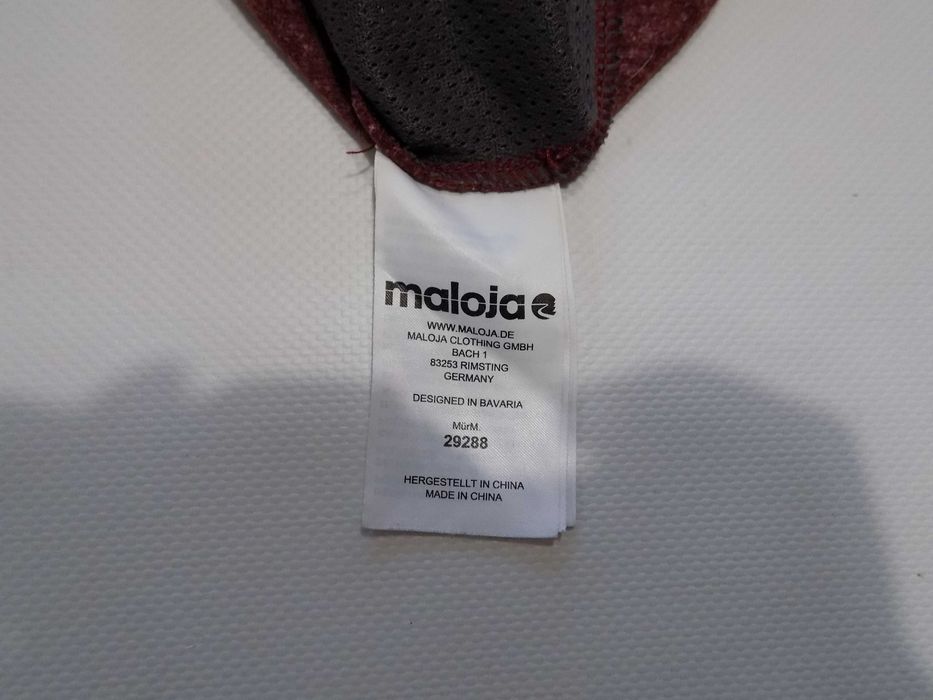 maloja
WWW.MALOJA.DE
MALOJA CLOTHING GMBH
BACH 1
83253 RIMSTING
GERMANY
DESIGNED IN BAVARIA
MürM.
29288
HERGESTELLT IN CHINA
MADE IN CHINA